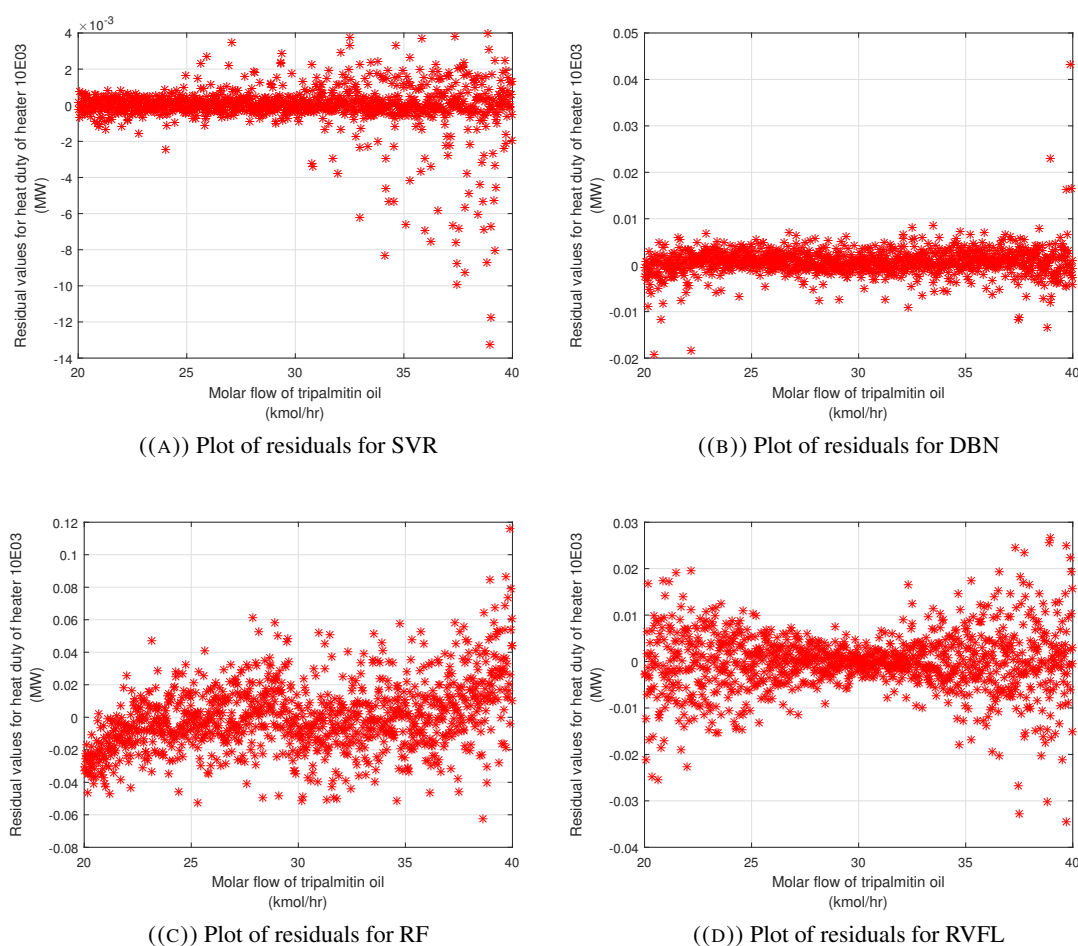 ×10⁻³
4
2
0
-2
-4
-6
-8
-10
-12
-14
20 25 30 35 40
Residual values for heat duty of heater 10E03
(MW)
Molar flow of tripalmitin oil
(kmol/hr)
((A)) Plot of residuals for SVR
0.05
0.04
0.03
0.02
0.01
0
-0.01
-0.02
20 25 30 35 40
Residual values for heat duty of heater 10E03
(MW)
Molar flow of tripalmitin oil
(kmol/hr)
((B)) Plot of residuals for DBN
0.12
0.1
0.08
0.06
0.04
0.02
0
-0.02
-0.04
-0.06
-0.08
20 25 30 35 40
Residual values for heat duty of heater 10E03
(MW)
Molar flow of tripalmitin oil
(kmol/hr)
((C)) Plot of residuals for RF
0.03
0.02
0.01
0
-0.01
-0.02
-0.03
-0.04
20 25 30 35 40
Residual values for heat duty of heater 10E03
(MW)
Molar flow of tripalmitin oil
(kmol/hr)
((D)) Plot of residuals for RVFL